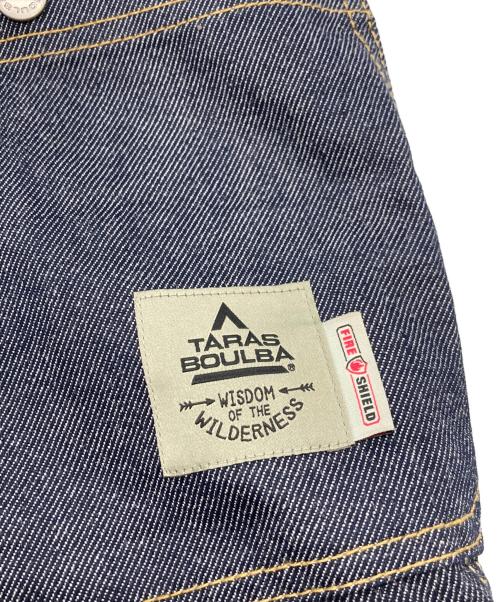 TARAS
BOULBA®
WISDOM
OF THE
WILDERNESS
FIRE SHIELD